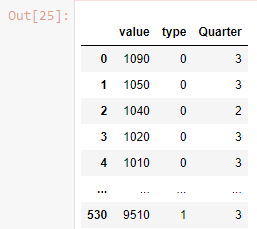 Out[25]:
value type Quarter
0 1090 0 3
1 1050 0 3
2 1040 0 2
3 1020 0 3
4 1010 0 3
... ... ... ...
530 9510 1 3